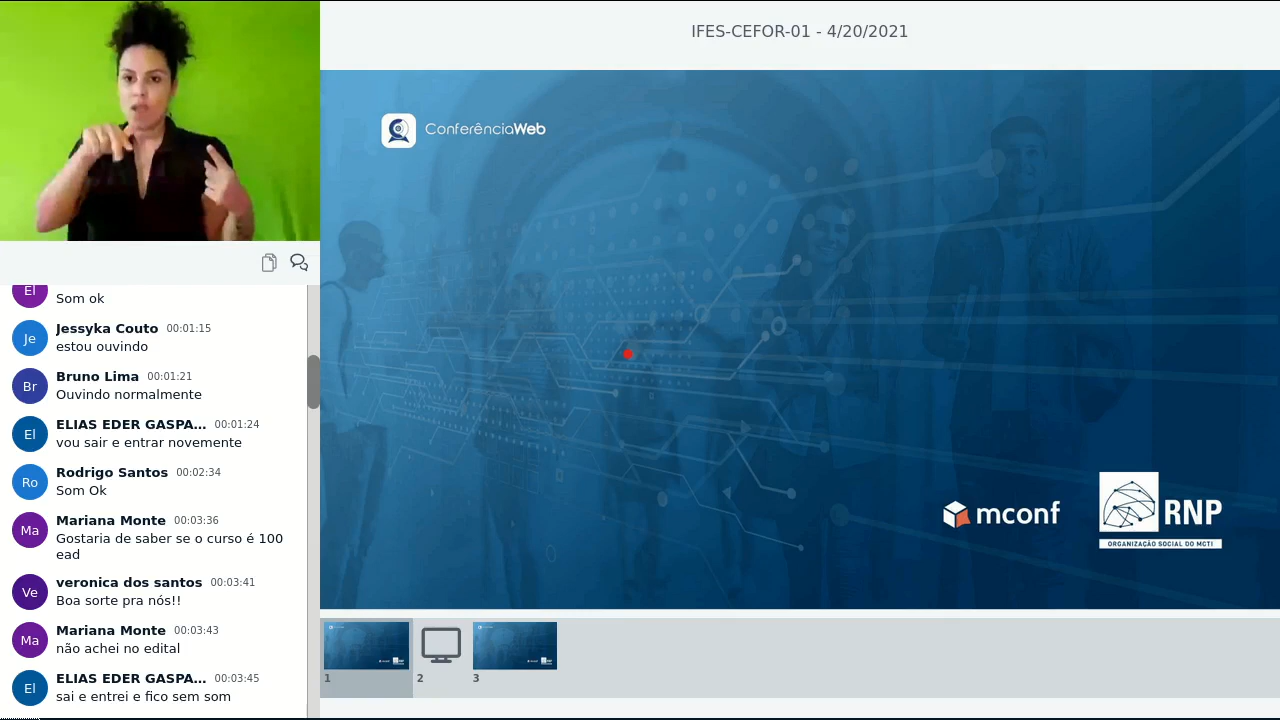 IFES-CEFOR-01 - 4/20/2021
ConferênciaWeb
El
Som ok
Je
Jessyka Couto 00:01:15
estou ouvindo
Br
Bruno Lima 00:01:21
Ouvindo normalmente
El
ELIAS EDER GASPA... 00:01:24
vou sair e entrar novemente
Ro
Rodrigo Santos 00:02:34
Som Ok
Ma
Mariana Monte 00:03:36
Gostaria de saber se o curso é 100
ead
Ve
veronica dos santos 00:03:41
Boa sorte pra nós!!
Ma
Mariana Monte 00:03:43
não achei no edital
El
ELIAS EDER GASPA... 00:03:45
sai e entrei e fico sem som
mconf
RNP
ORGANIZAÇÃO SOCIAL DO MCTI
1
2
3